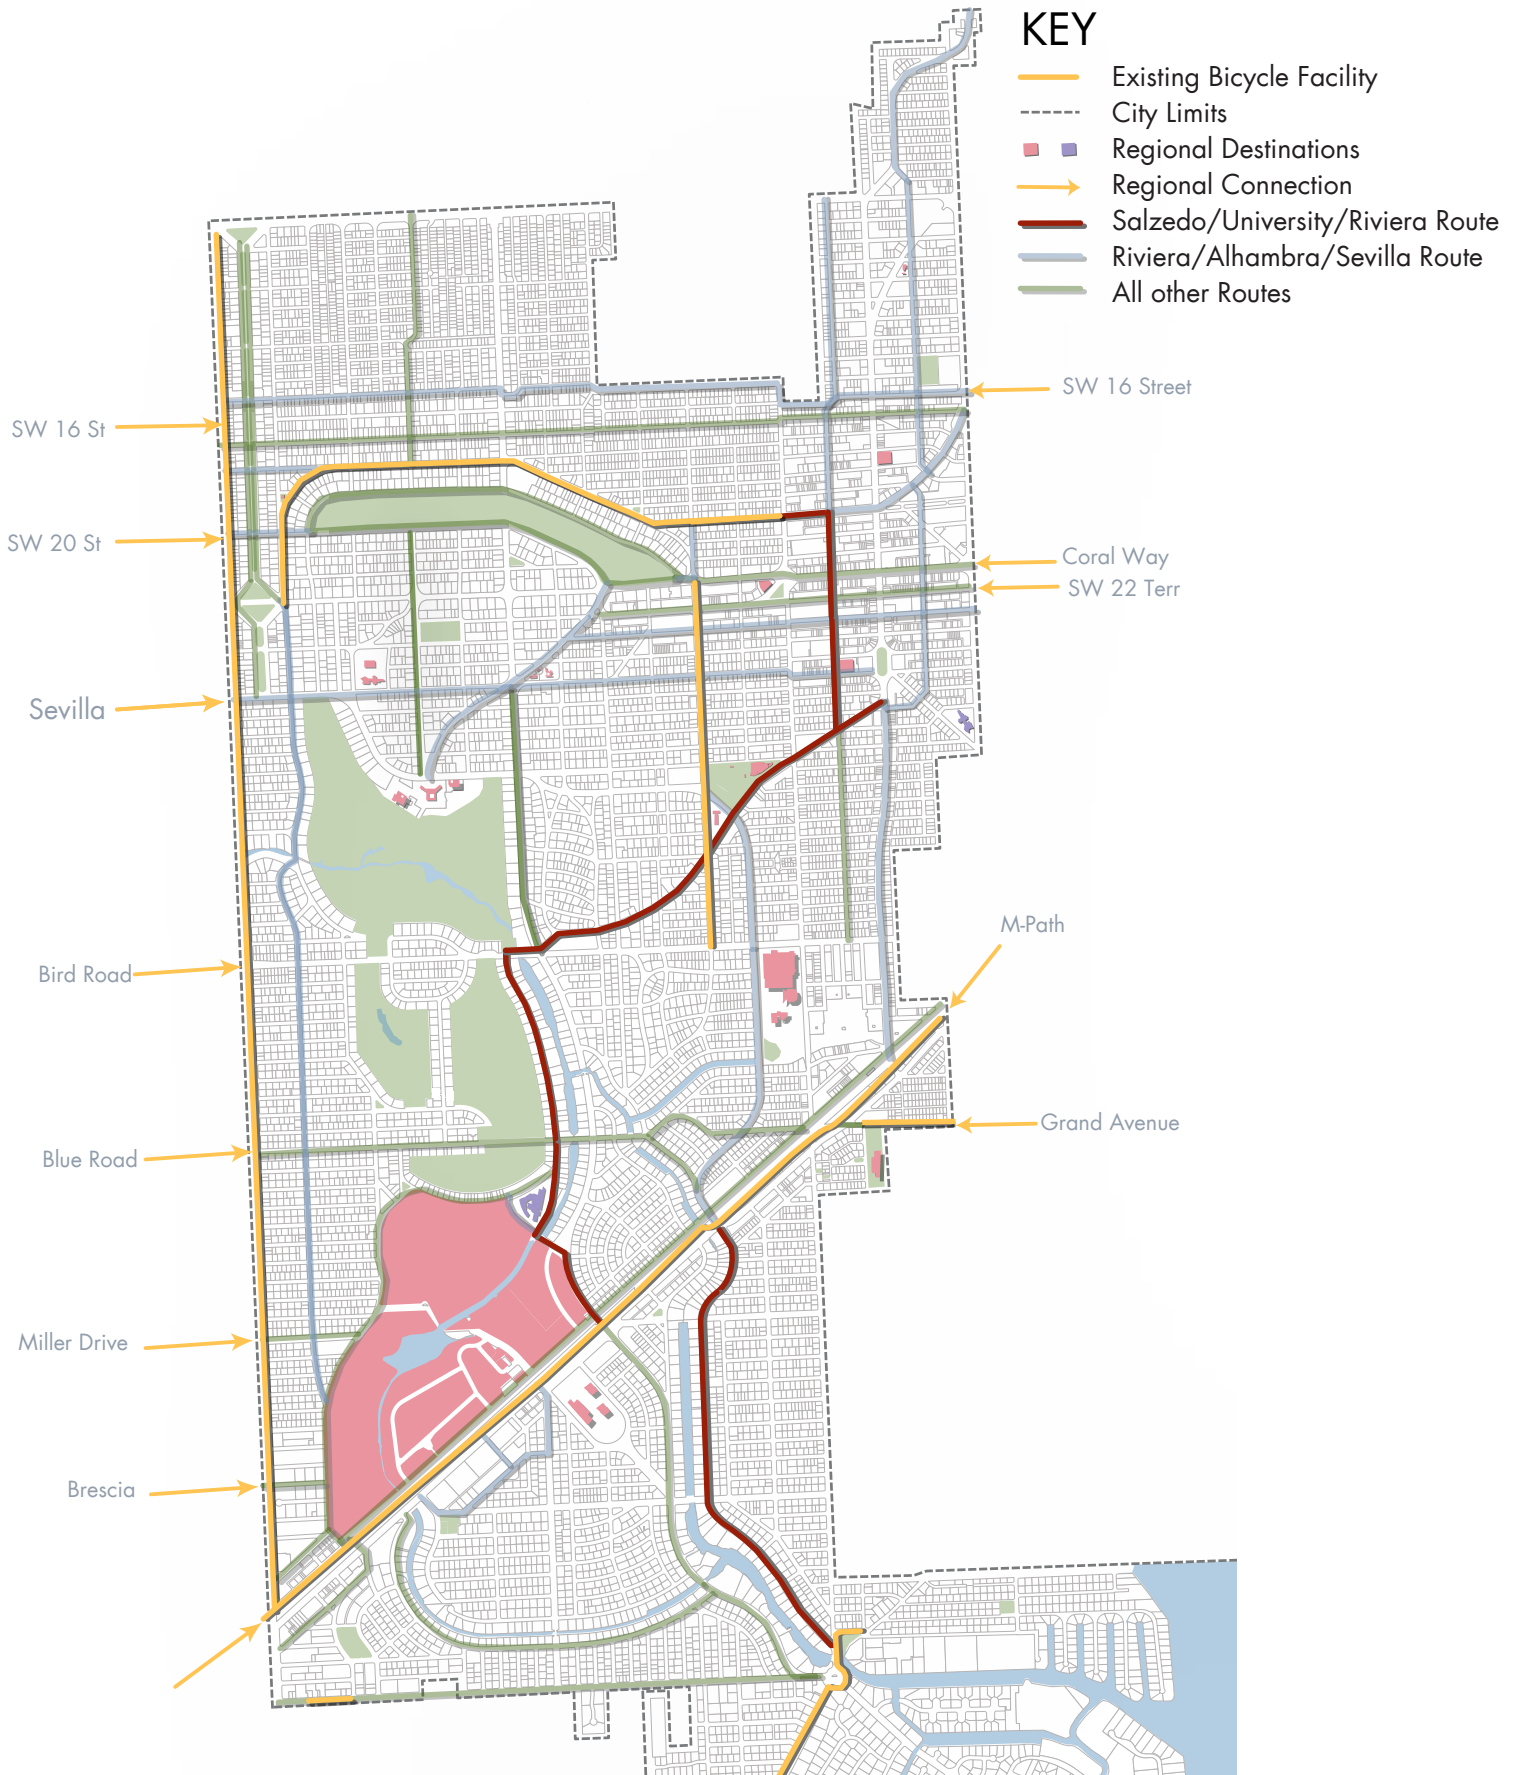 KEY
Existing Bicycle Facility
City Limits
Regional Destinations
Regional Connection
Salzedo/University/Riviera Route
Riviera/Alhambra/Sevilla Route
All other Routes
SW 16 Street
SW 16 St
SW 20 St
Coral Way
SW 22 Terr
Sevilla
M-Path
Bird Road
Grand Avenue
Blue Road
Miller Drive
Brescia